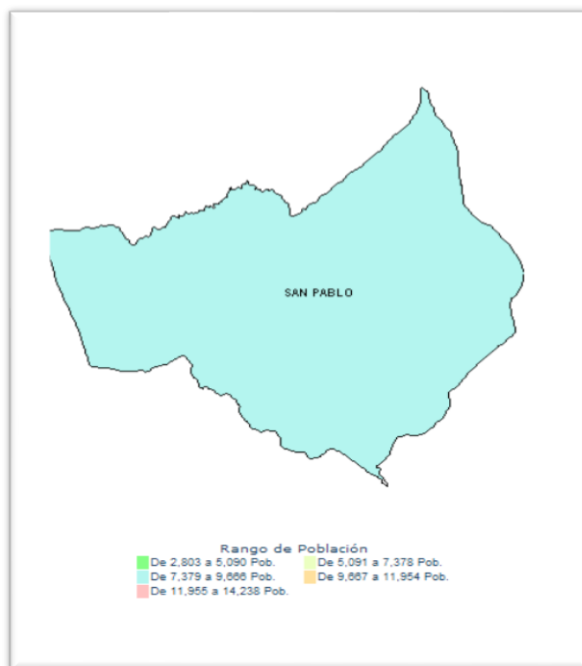 SAN PABLO
Rango de Población
De 2,803 a 5,090 Pob. De 5,091 a 7,378 Pob.
De 7,379 a 9,666 Pob. De 9,667 a 11,954 Pob.
De 11,955 a 14,238 Pob.